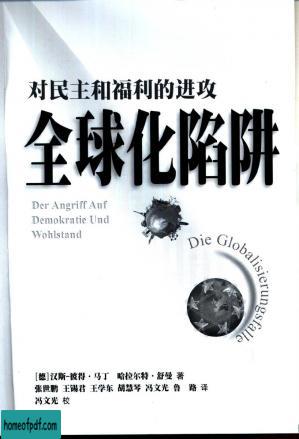 对民主和福利的进攻
全球化陷阱
Der Angriff Auf
Demokratie Und
Wohlstand
Die Globalisierungsfalle
[德]汉斯-彼得·马丁 哈拉尔特·舒曼 著
张世鹏 王锡君 王学东 胡慧琴 冯文光 鲁 路 译
冯文光 校
homeofpdf.com